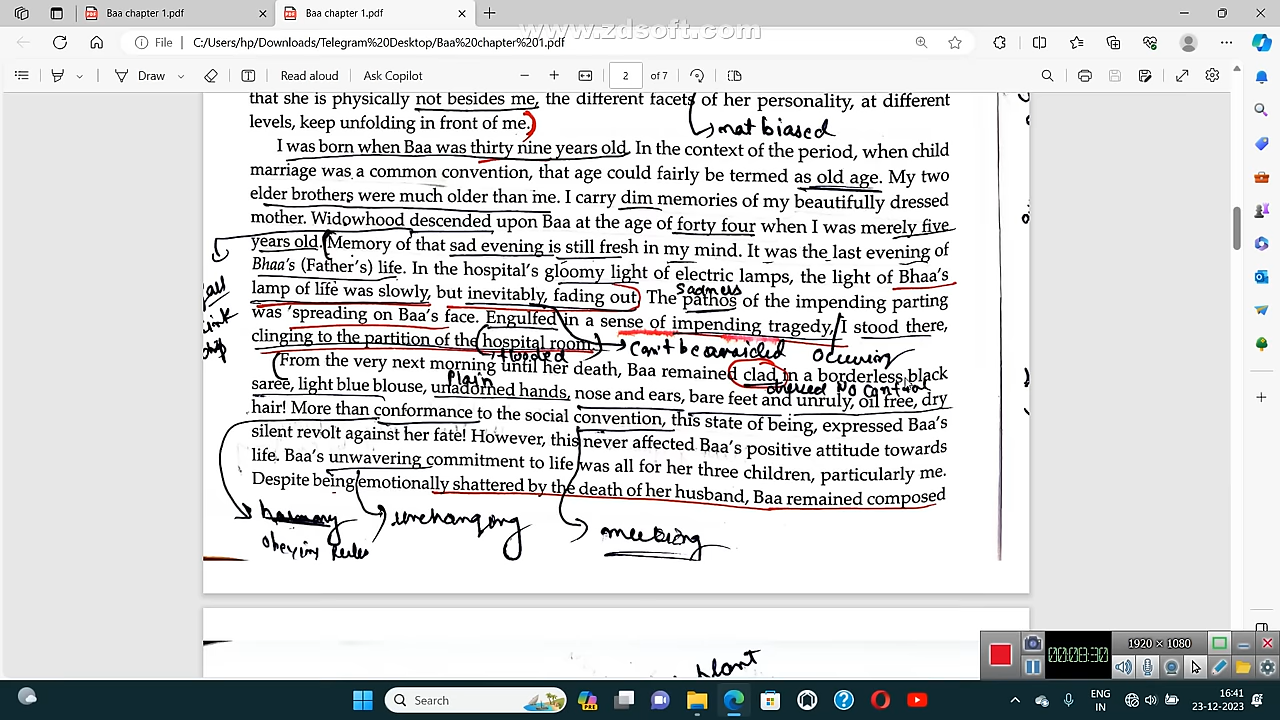 www.zdsoft.com
Baa chapter 1.pdf
Baa chapter 1.pdf
File
C:/Users/hp/Downloads/Telegram%20Desktop/Baa%20chapter%201.pdf
Draw
Read aloud
Ask Copilot
2
of 7
that she is physically not besides me, the different facets of her personality, at different
levels, keep unfolding in front of me.)
not biased
I was born when Baa was thirty nine years old. In the context of the period, when child
marriage was a common convention, that age could fairly be termed as old age. My two
elder brothers were much older than me. I carry dim memories of my beautifully dressed
mother. Widowhood descended upon Baa at the age of forty four when I was merely five
years old. Memory of that sad evening is still fresh in my mind. It was the last evening of
Bhaa's (Father's) life. In the hospital's gloomy light of electric lamps, the light of Bhaa's
Sadness
lamp of life was slowly, but inevitably, fading out. The pathos of the impending parting
was 'spreading on Baa's face. Engulfed in a sense of impending tragedy, I stood there,
clinging to the partition of the hospital room.
flooded
can't be avoided
Occuring
From the very next morning until her death, Baa remained clad in a borderless black
Plain
dressed
No Control
saree, light blue blouse, unadorned hands, nose and ears, bare feet and unruly, oil free, dry
hair! More than conformance to the social convention, this state of being, expressed Baa's
silent revolt against her fate! However, this never affected Baa's positive attitude towards
life. Baa's unwavering commitment to life was all for her three children, particularly me.
Despite being emotionally shattered by the death of her husband, Baa remained composed
unchanging
meeting
obeying rules
1920 × 1080
00:03:30
Search
ENG
IN
16:41
23-12-2023